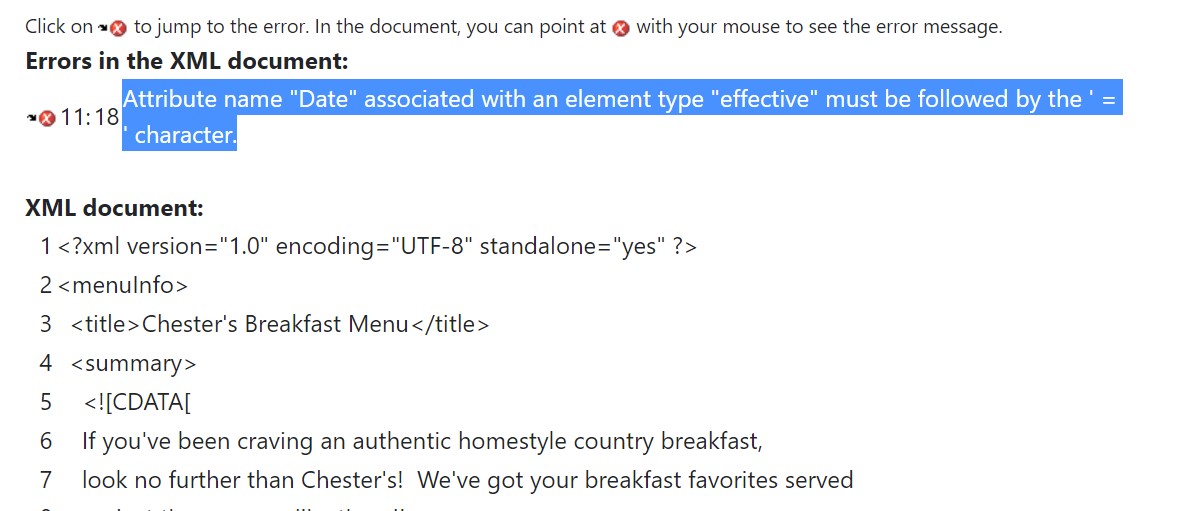 Click on to jump to the error. In the document, you can point at with your mouse to see the error message.
Errors in the XML document:
11:18 Attribute name "Date" associated with an element type "effective" must be followed by the ' =
' character.
XML document:
1 <?xml version="1.0" encoding="UTF-8" standalone="yes" ?>
2 <menuInfo>
3 <title>Chester's Breakfast Menu</title>
4 <summary>
5 <![CDATA[
6 If you've been craving an authentic homestyle country breakfast,
7 look no further than Chester's! We've got your breakfast favorites served